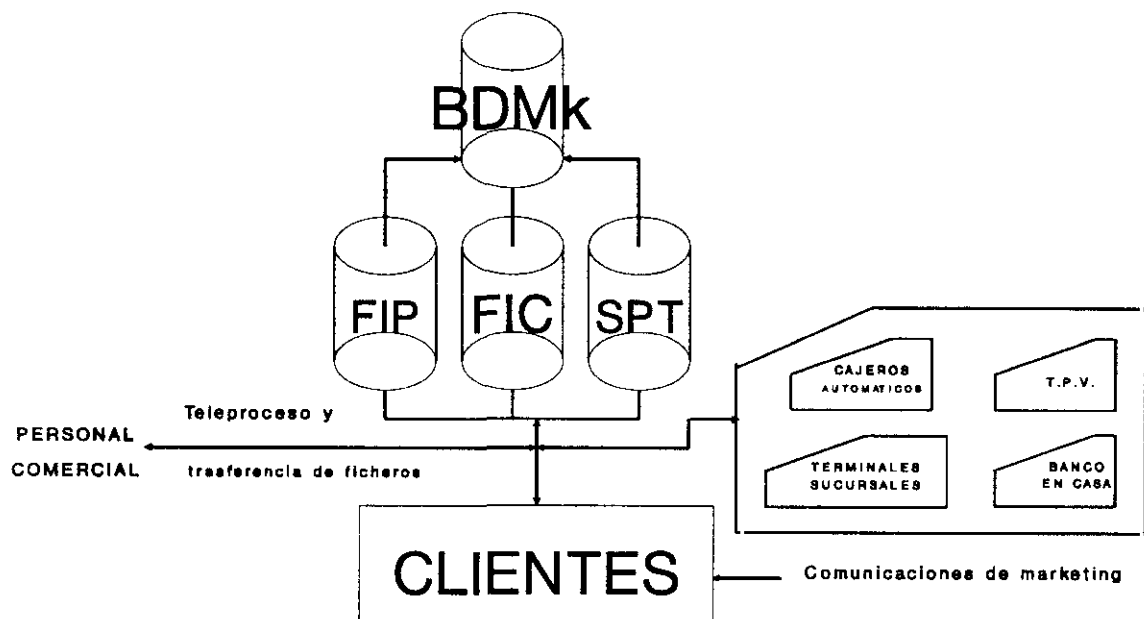 BDMk
FIP FIC SPT
CAJEROS
AUTOMATICOS
T.P.V.
Teleproceso y
PERSONAL
COMERCIAL
trasferencia de ficheros
TERMINALES
SUCURSALES
BANCO
EN CASA
CLIENTES
Comunicaciones de marketing